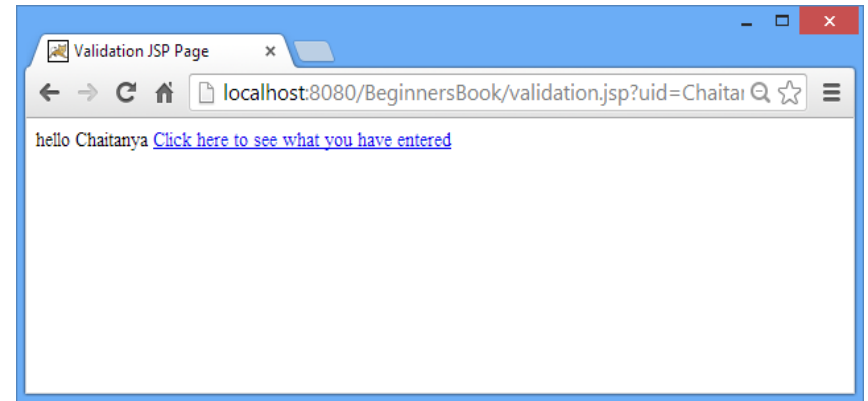 Validation JSP Page
localhost:8080/BeginnersBook/validation.jsp?uid=Chaitai
hello Chaitanya Click here to see what you have entered